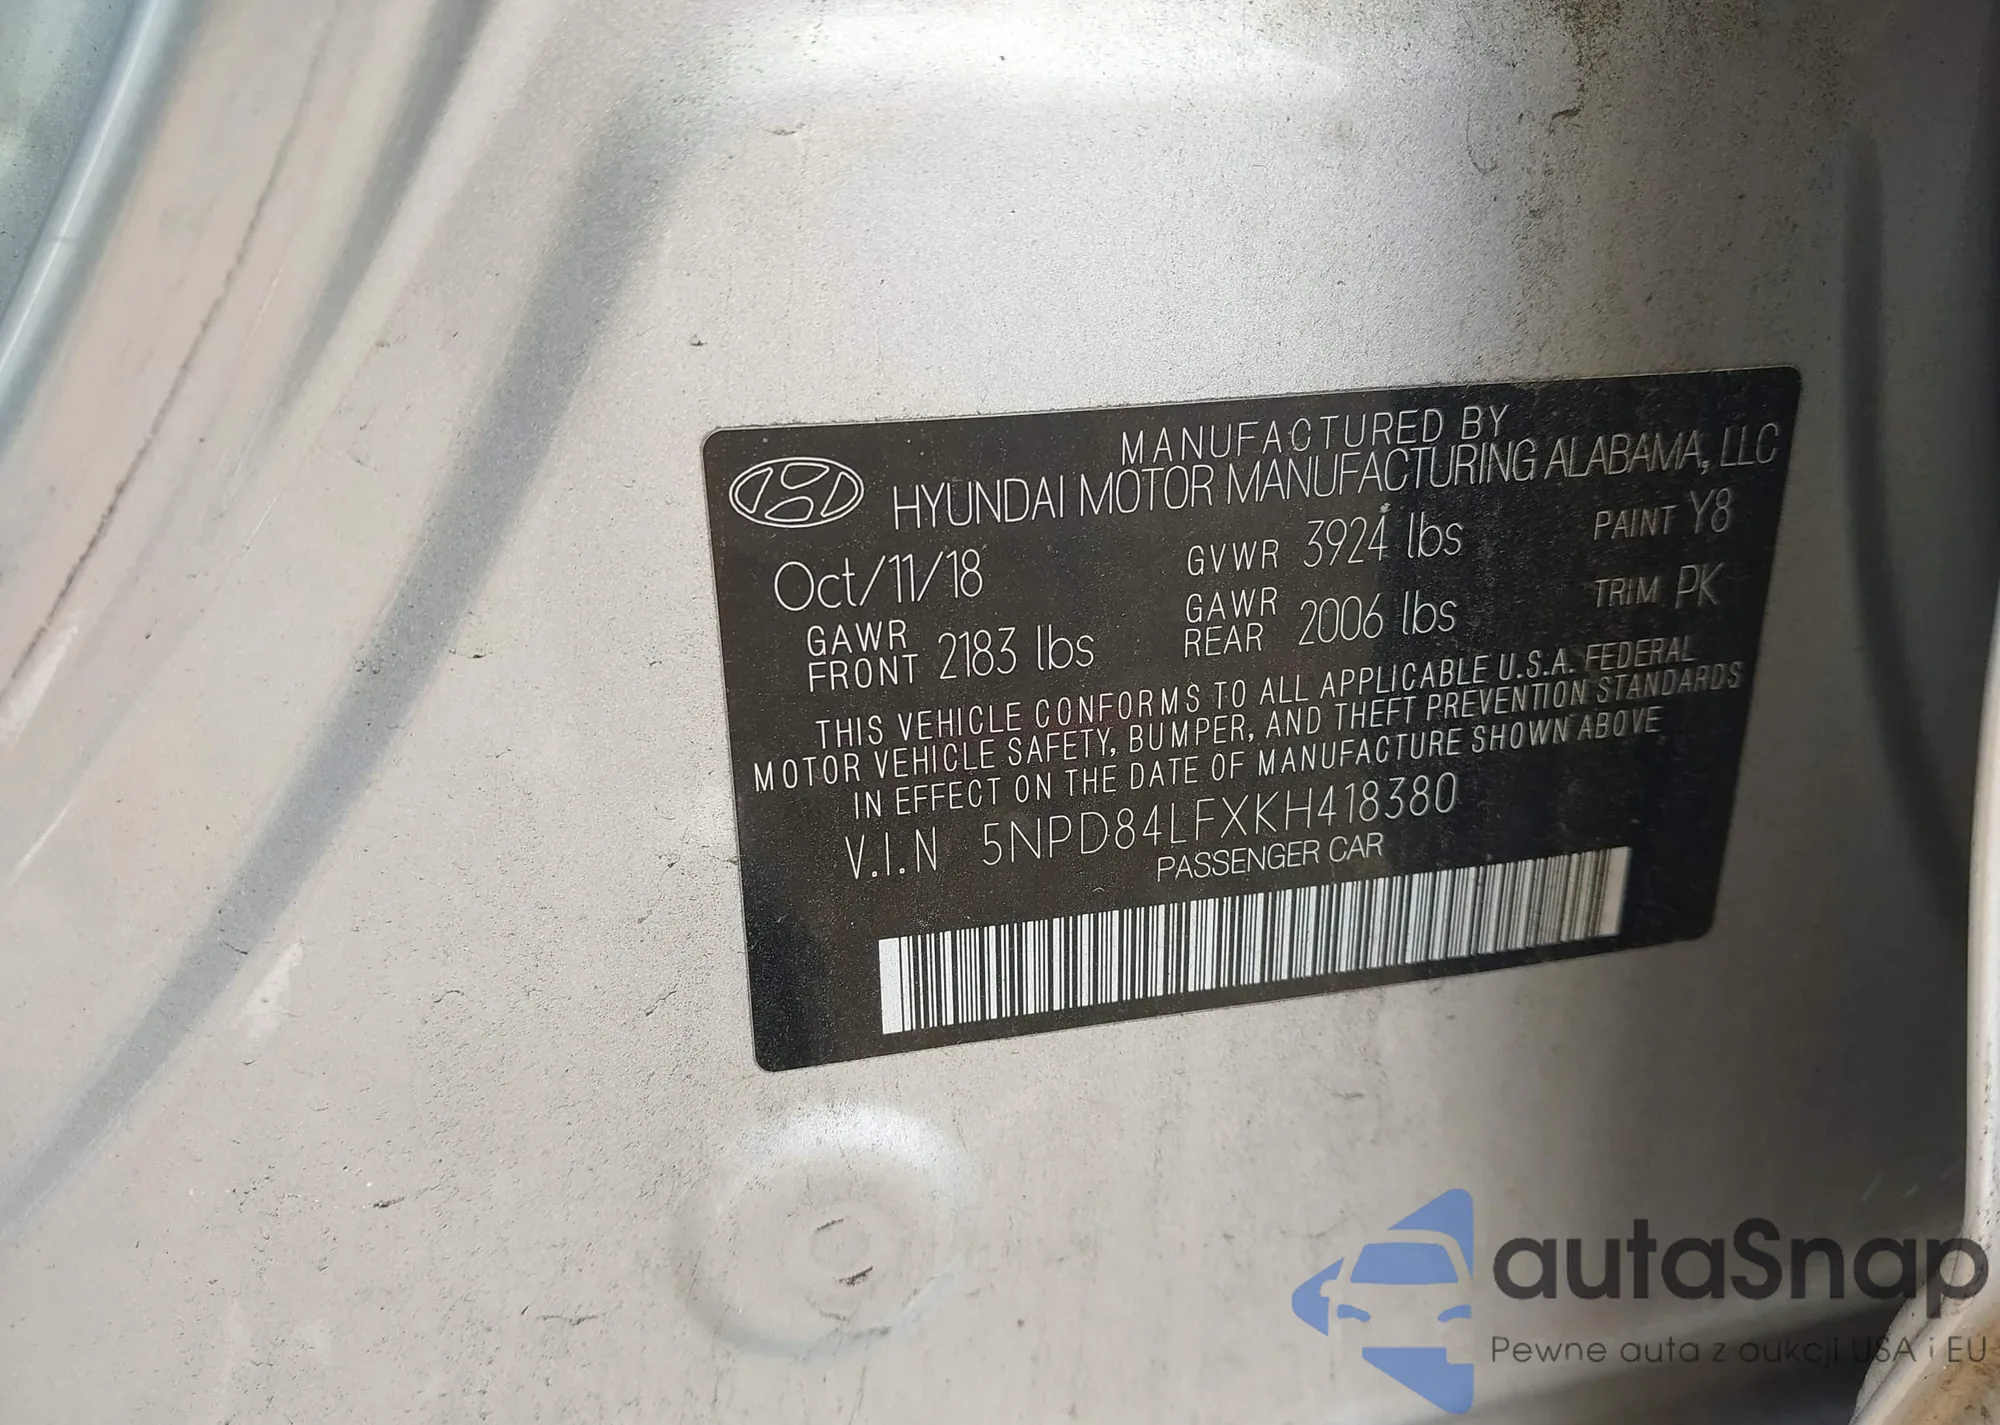 MANUFACTURED BY
HYUNDAI MOTOR MANUFACTURING ALABAMA, LLC
Oct/11/18 GVWR 3924 lbs PAINT Y8
GAWR FRONT 2183 lbs GAWR REAR 2006 lbs TRIM PK
THIS VEHICLE CONFORMS TO ALL APPLICABLE U.S.A. FEDERAL
MOTOR VEHICLE SAFETY, BUMPER, AND THEFT PREVENTION STANDARDS
IN EFFECT ON THE DATE OF MANUFACTURE SHOWN ABOVE
V.I.N 5NPD84LFXKH418380
PASSENGER CAR
autaSnap
Pewne auta z aukcji USA i EU